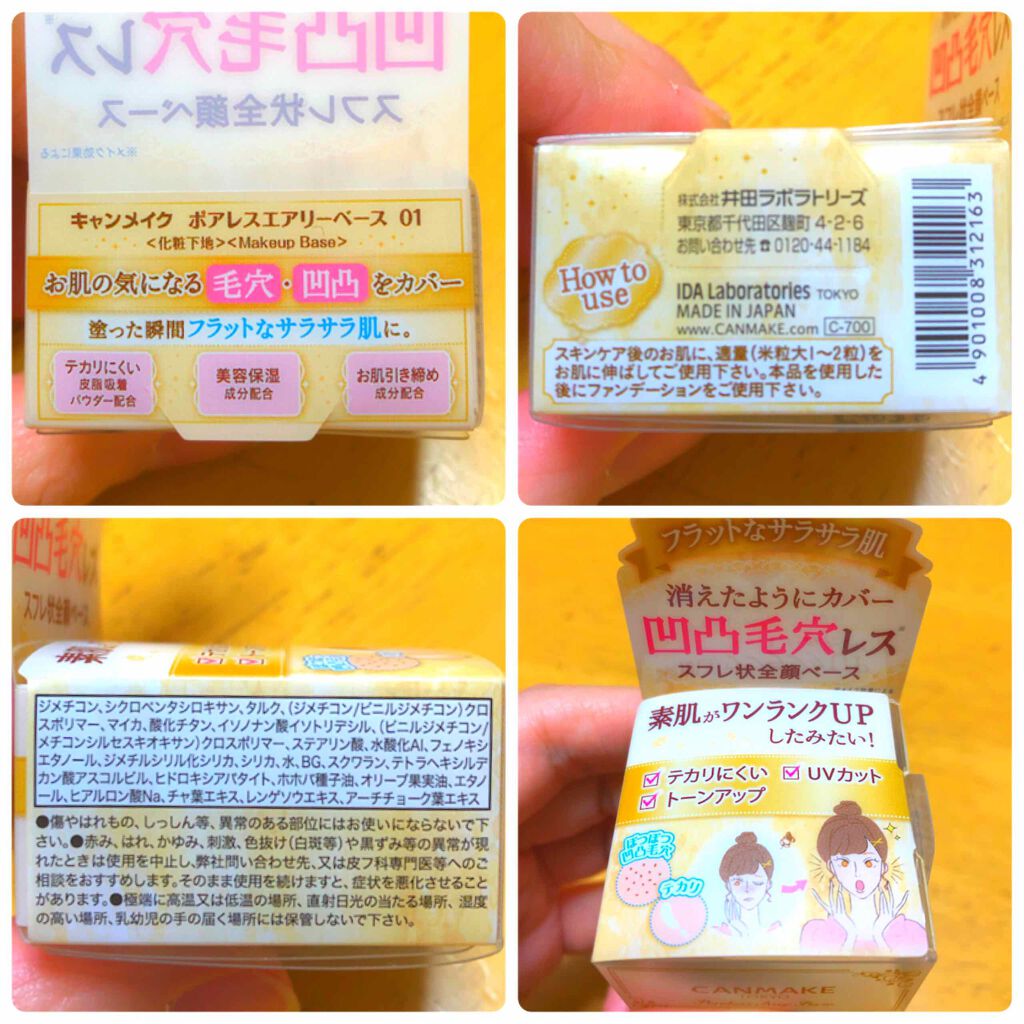 凹凸毛穴レス
スフレ状全顔ベース
※メイク効果による
キャンメイク ポアレスエアリーベース 01
<化粧下地><Makeup Base>
お肌の気になる 毛穴・凹凸 をカバー
塗った瞬間フラットなサラサラ肌に。
テカリにくい
皮脂吸着
パウダー配合
美容保湿
成分配合
お肌引き締め
成分配合
凹凸毛穴レス
スフレ状全顔ベース
株式会社 井田ラボラトリーズ
東京都千代田区麹町 4-2-6
お問い合わせ先 ☎ 0120-44-1184
How to
use
IDA Laboratories TOKYO
MADE IN JAPAN
www.CANMAKE.com C-700
スキンケア後のお肌に、適量(米粒大1〜2粒)を
お肌に伸ばしてご使用下さい。本品を使用した
後にファンデーションをご使用下さい。
4901008312163
凹凸毛穴レス
スフレ状全顔ベース
ジメチコン、シクロペンタシロキサン、タルク、(ジメチコン/ビニルジメチコン)クロ
スポリマー、マイカ、酸化チタン、イソノナン酸イソトリデシル、(ビニルジメチコン/
メチコンシルセスキオキサン)クロスポリマー、ステアリン酸、水酸化Al、フェノキシ
エタノール、ジメチルシリル化シリカ、シリカ、水、BG、スクワラン、テトラヘキシルデ
カン酸アスコルビル、ヒドロキシアパタイト、ホホバ種子油、オリーブ果実油、エタノ
ール、ヒアルロン酸Na、チャ葉エキス、レンゲソウエキス、アーチチョーク葉エキス
●傷やはれもの、しっしん等、異常のある部位にはお使いにならないで下
さい。●赤み、はれ、かゆみ、刺激、色抜け(白斑等)や黒ずみ等の異常が現
れたときは使用を中止し、弊社問い合わせ先、又は皮フ科専門医等へのご
相談をおすすめします。そのまま使用を続けますと、症状を悪化させること
があります。●極端に高温又は低温の場所、直射日光の当たる場所、湿度
の高い場所、乳幼児の手の届く場所には保管しないで下さい。
フラットなサラサラ肌
消えたようにカバー
凹凸毛穴レス※
スフレ状全顔ベース
素肌がワンランクUP
したみたい!
テカリにくい UVカット
トーンアップ
ぽつぽつ
凹凸毛穴
テカリ
CANMAKE
TOKYO